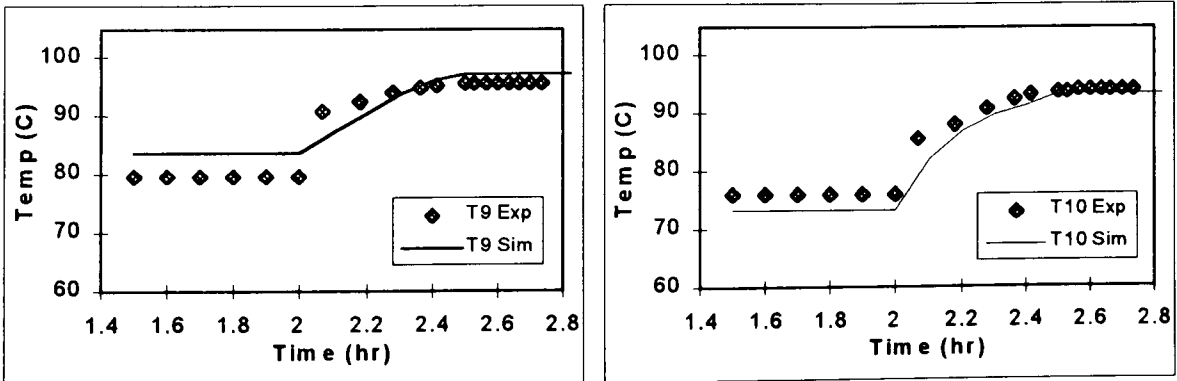 Temp (C)
100
90
80
70
60
1.4 1.6 1.8 2 2.2 2.4 2.6 2.8
Time (hr)
T9 Exp
T9 Sim
Temp (C)
100
90
80
70
60
1.4 1.6 1.8 2 2.2 2.4 2.6 2.8
Time (hr)
T10 Exp
T10 Sim